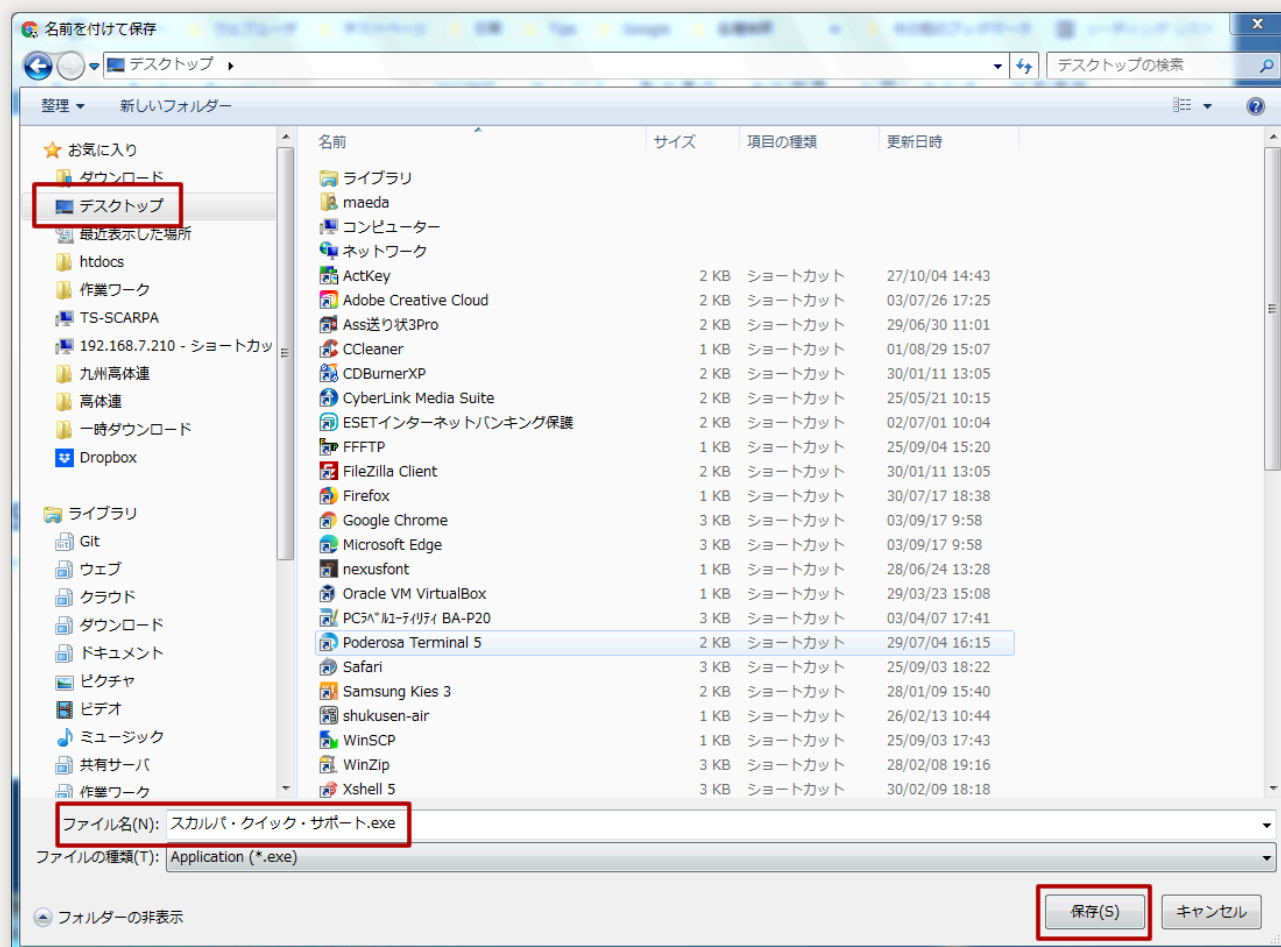 名前を付けて保存
デスクトップ
デスクトップの検索
整理 新しいフォルダー
お気に入り
ダウンロード
デスクトップ
最近表示した場所
htdocs
作業ワーク
TS-SCARPA
192.168.7.210 - ショートカッ
九州高体連
高体連
一時ダウンロード
Dropbox
ライブラリ
Git
ウェブ
クラウド
ダウンロード
ドキュメント
ピクチャ
ビデオ
ミュージック
共有サーバ
作業ワーク
名前 サイズ 項目の種類 更新日時
ライブラリ
maeda
コンピューター
ネットワーク
ActKey 2 KB ショートカット 27/10/04 14:43
Adobe Creative Cloud 2 KB ショートカット 03/07/26 17:25
Ass送り状3Pro 2 KB ショートカット 29/06/30 11:01
CCleaner 1 KB ショートカット 01/08/29 15:07
CDBurnerXP 2 KB ショートカット 30/01/11 13:05
CyberLink Media Suite 2 KB ショートカット 25/05/21 10:15
ESETインターネットバンキング保護 2 KB ショートカット 02/07/01 10:04
FFFTP 1 KB ショートカット 25/09/04 15:20
FileZilla Client 2 KB ショートカット 30/01/11 13:05
Firefox 1 KB ショートカット 30/07/17 18:38
Google Chrome 3 KB ショートカット 03/09/17 9:58
Microsoft Edge 3 KB ショートカット 03/09/17 9:58
nexusfont 1 KB ショートカット 28/06/24 13:28
Oracle VM VirtualBox 1 KB ショートカット 29/03/23 15:08
PCﾗﾍﾞﾙﾕｰﾃｨﾘﾃｨ BA-P20 3 KB ショートカット 03/04/07 17:41
Poderosa Terminal 5 2 KB ショートカット 29/07/04 16:15
Safari 3 KB ショートカット 25/09/03 18:22
Samsung Kies 3 2 KB ショートカット 28/01/09 15:40
shukusen-air 1 KB ショートカット 26/02/13 10:44
WinSCP 1 KB ショートカット 25/09/03 17:43
WinZip 3 KB ショートカット 28/02/08 19:16
Xshell 5 3 KB ショートカット 30/02/09 18:18
ファイル名(N): スカルパ・クイック・サポート.exe
ファイルの種類(T): Application (*.exe)
フォルダーの非表示 保存(S) キャンセル